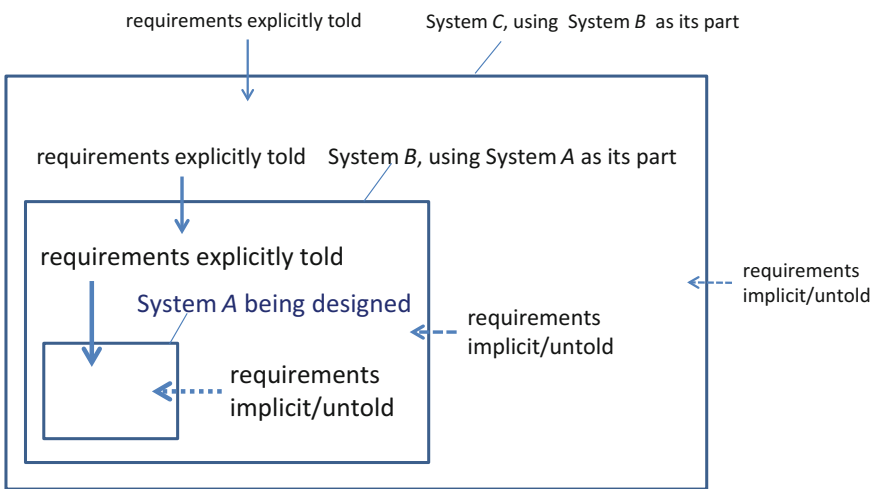 requirements explicitly told
System C, using System B as its part
requirements explicitly told
System B, using System A as its part
requirements explicitly told
System A being designed
requirements
implicit/untold
requirements
implicit/untold
requirements
implicit/untold